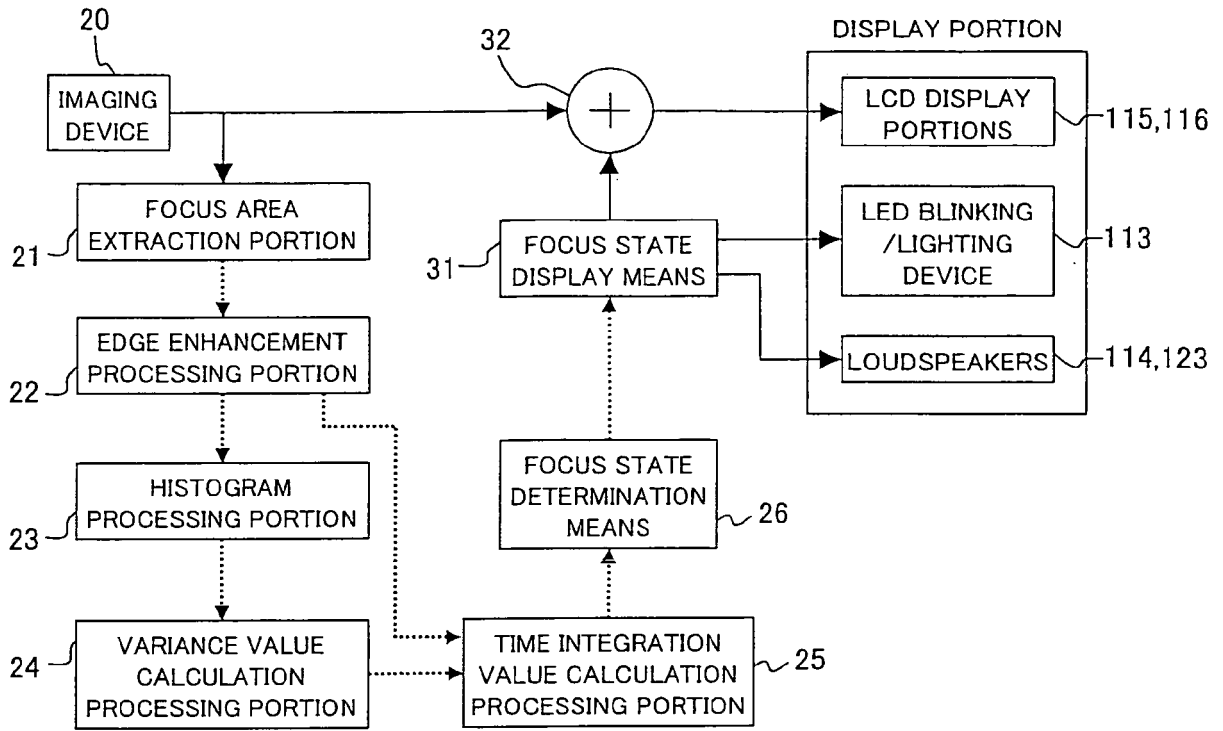 20
IMAGING
DEVICE
32
DISPLAY PORTION
LCD DISPLAY
PORTIONS
115,116
FOCUS AREA
EXTRACTION PORTION
21
FOCUS STATE
DISPLAY MEANS
31
LED BLINKING
/LIGHTING
DEVICE
113
EDGE ENHANCEMENT
PROCESSING PORTION
22
LOUDSPEAKERS
114,123
HISTOGRAM
PROCESSING PORTION
23
FOCUS STATE
DETERMINATION
MEANS
26
VARIANCE VALUE
CALCULATION
PROCESSING PORTION
24
TIME INTEGRATION
VALUE CALCULATION
PROCESSING PORTION
25